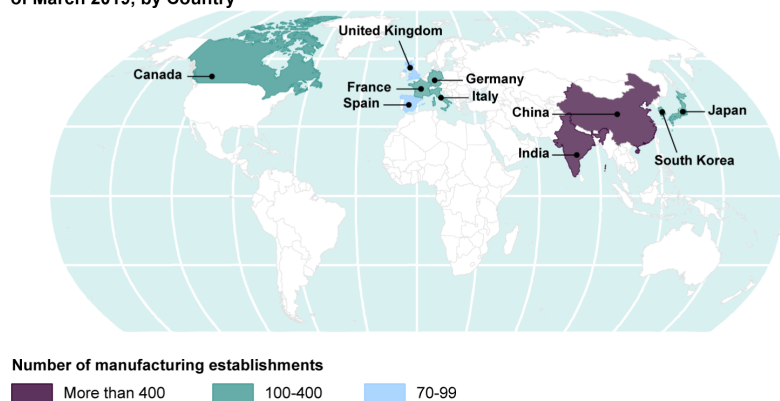 of March 2019, by Country
United Kingdom
Canada
Germany
France
Italy
Spain
China
Japan
India
South Korea
Number of manufacturing establishments
More than 400
100-400
70-99